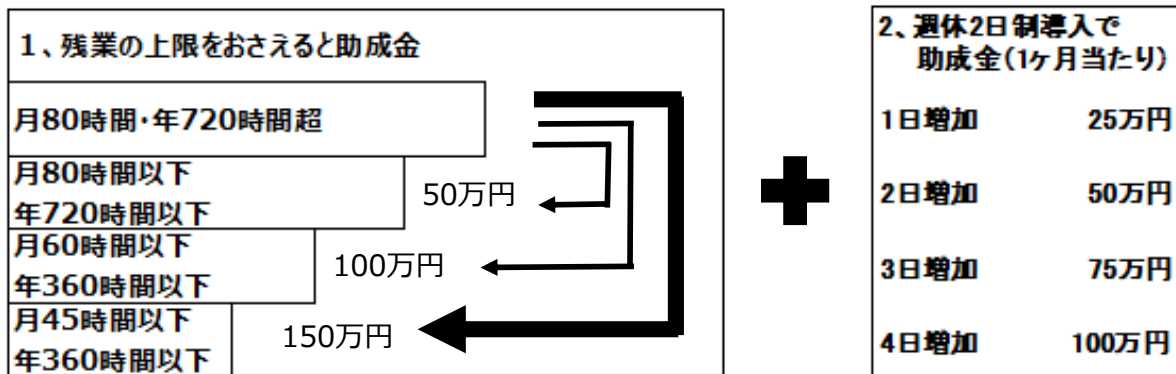 1、残業の上限をおさえると助成金
月80時間・年720時間超
月80時間以下
年720時間以下
50万円
月60時間以下
年360時間以下
100万円
月45時間以下
年360時間以下
150万円
2、週休2日制導入で
助成金(1ヶ月当たり)
1日増加 25万円
2日増加 50万円
3日増加 75万円
4日増加 100万円